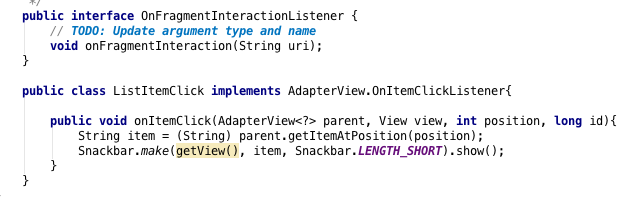 */
public interface OnFragmentInteractionListener {
// TODO: Update argument type and name
void onFragmentInteraction(String uri);
}
public class ListItemClick implements AdapterView.OnItemClickListener{
public void onItemClick(AdapterView<?> parent, View view, int position, long id){
String item = (String) parent.getItemAtPosition(position);
Snackbar.make(getView(), item, Snackbar.LENGTH_SHORT).show();
}
}